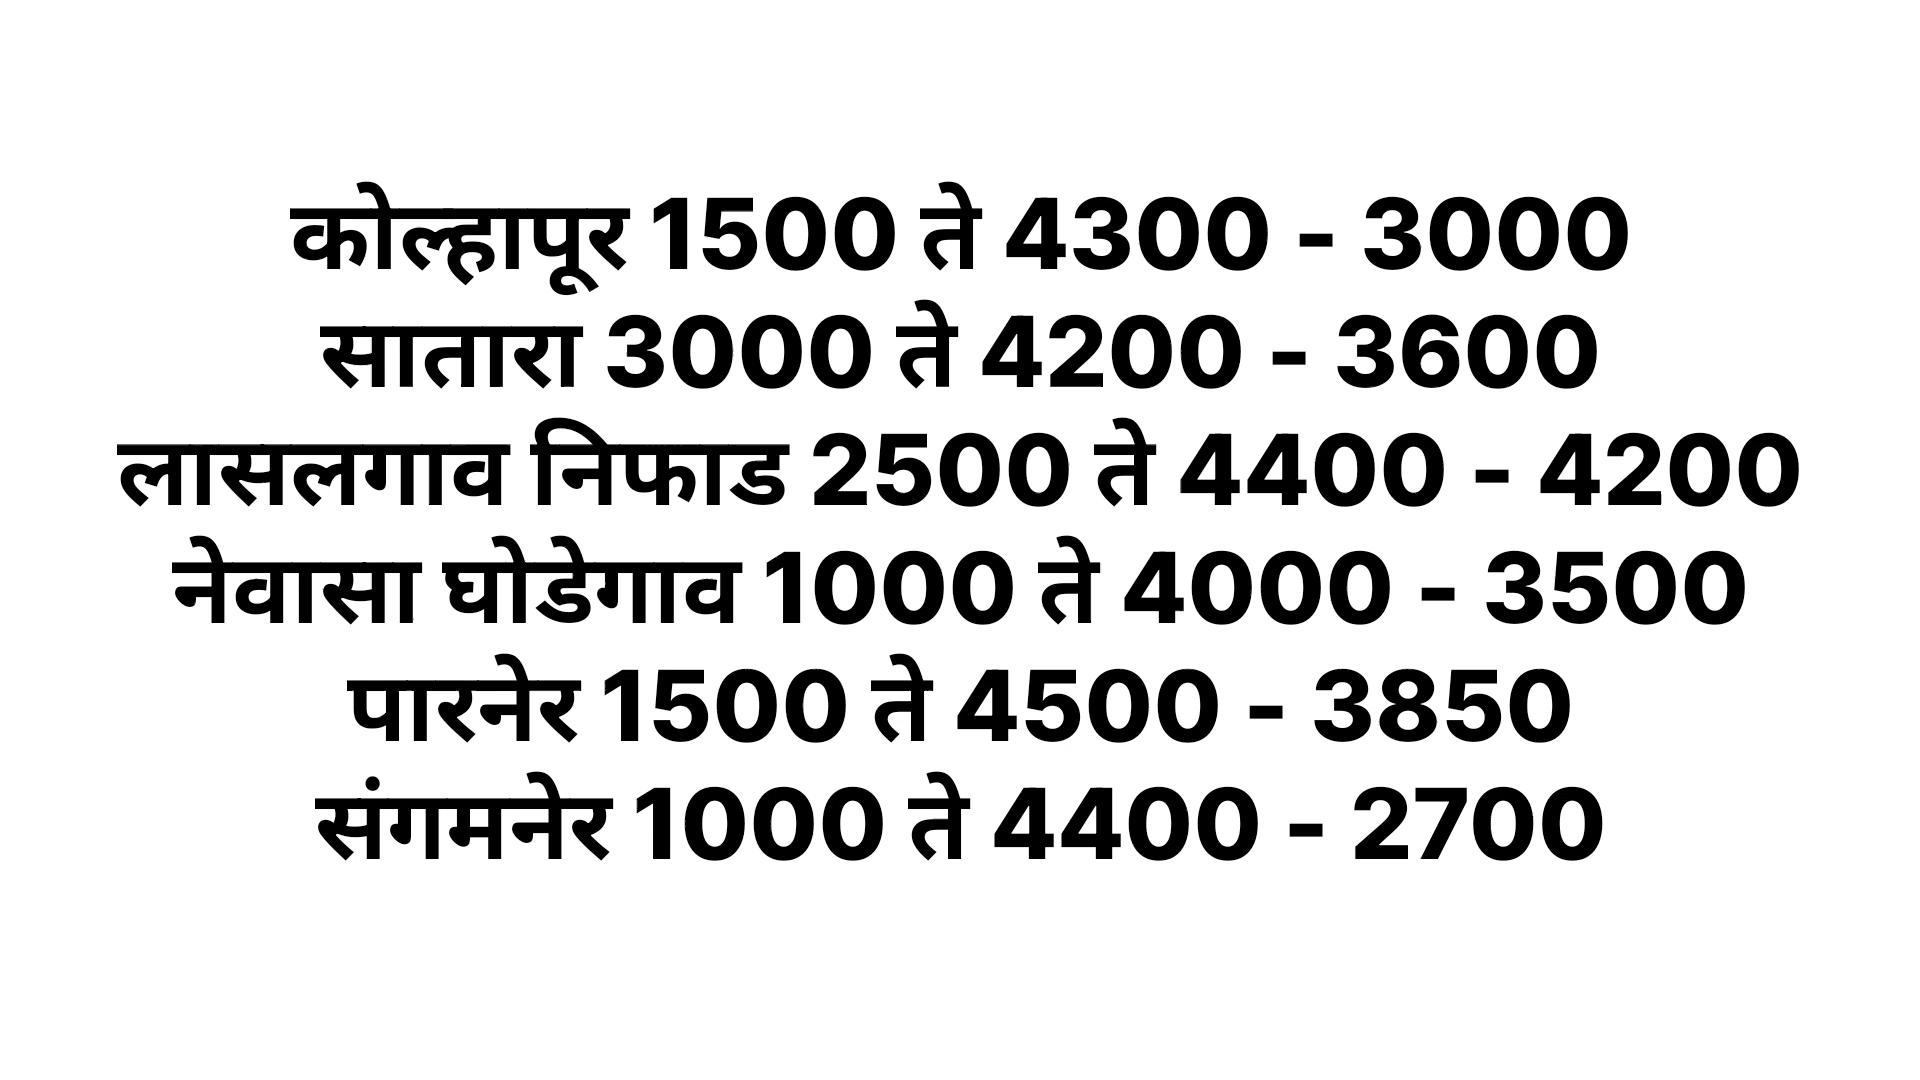 कोल्हापूर 1500 ते 4300 - 3000
सातारा 3000 ते 4200 - 3600
लासलगाव निफाड 2500 ते 4400 - 4200
नेवासा घोडेगाव 1000 ते 4000 - 3500
पारनेर 1500 ते 4500 - 3850
संगमनेर 1000 ते 4400 - 2700